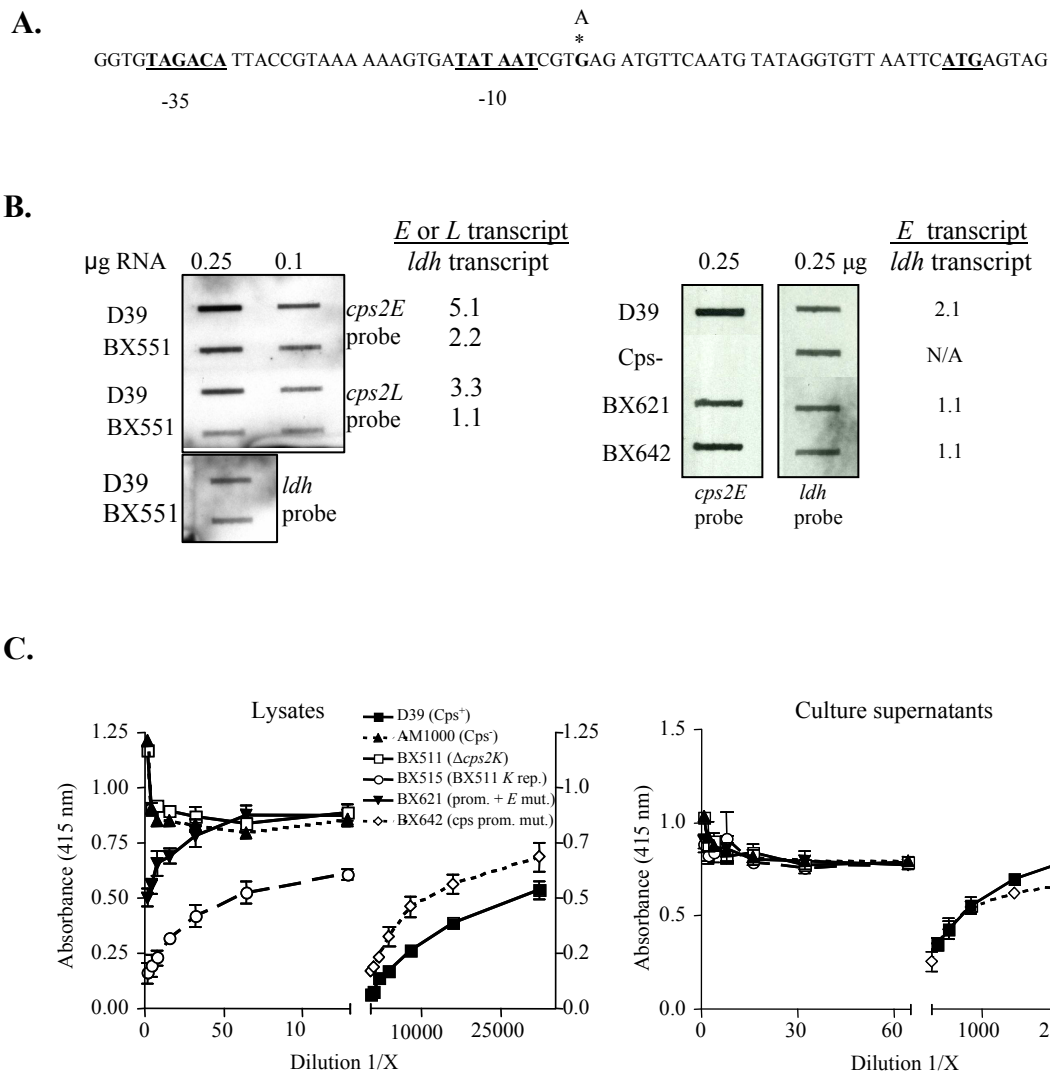 A.
A
*
GGTGTAGACA TTACCGTAAA AAAGTGATAT AATCGTGAG ATGTTCAATG TATAGGTGTT AATTCATGAGTAG
-35
-10
B.
E or L transcript
µg RNA 0.25 0.1 ldh transcript
D39 cps2E 5.1
BX551 probe 2.2
D39 cps2L 3.3
BX551 probe 1.1
D39 ldh
BX551 probe
E transcript
0.25 0.25 µg ldh transcript
D39 2.1
Cps- N/A
BX621 1.1
BX642 1.1
cps2E ldh
probe probe
C.
Lysates
D39 (Cps+)
AM1000 (Cps-)
BX511 (Δcps2K)
BX515 (BX511 K rep.)
BX621 (prom. + E mut.)
BX642 (cps prom. mut.)
Absorbance (415 nm)
1.25
1.00
0.75
0.50
0.25
0.00
1.25
1.0
0.7
0.5
0.2
0.0
0 50 10 10000 25000
Dilution 1/X
Culture supernatants
Absorbance (415 nm)
1.5
1.0
0.5
0.0
0 30 60 1000 2
Dilution 1/X